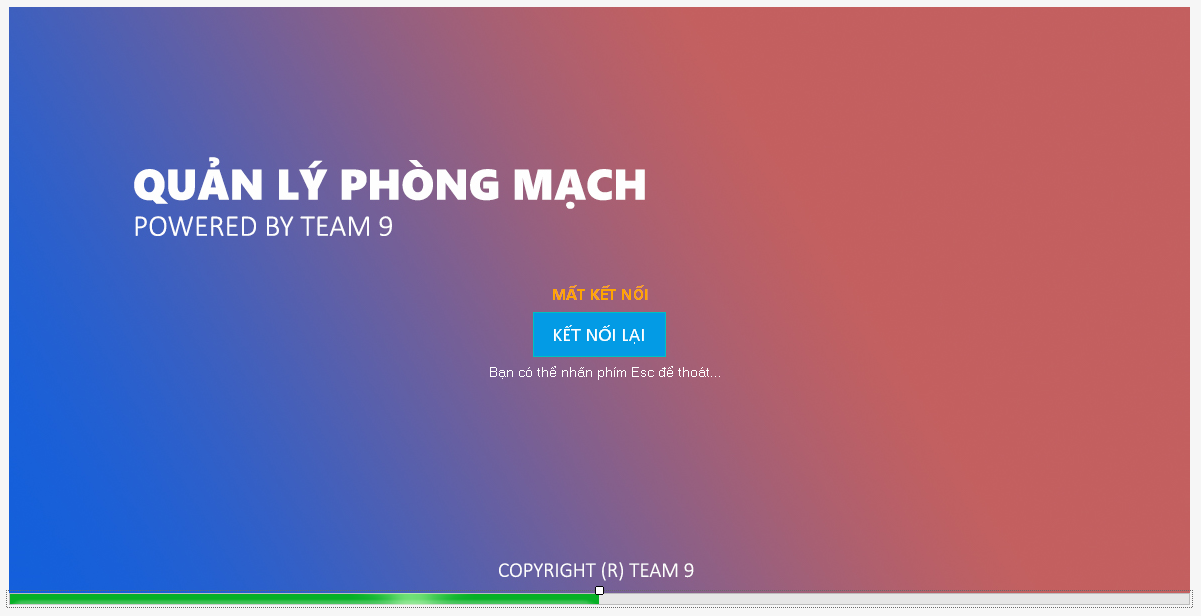 QUẢN LÝ PHÒNG MẠCH
POWERED BY TEAM 9
MẤT KẾT NỐI
KẾT NỐI LẠI
Bạn có thể nhấn phím Esc để thoát...
COPYRIGHT (R) TEAM 9